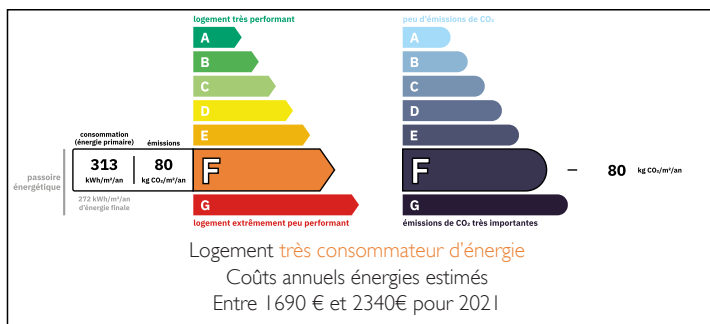 logement très performant
A
B
C
D
E
consommation
(énergie primaire)
émissions
313
kWh/m²/an
80
kg CO₂/m²/an
F
passoire
énergétique
272 kWh/m²/an
d'énergie finale
G
logement extrêmement peu performant
peu d'émissions de CO₂
A
B
C
D
E
F
80 kg CO₂/m²/an
G
émissions de CO₂ très importantes
Logement très consommateur d'énergie
Coûts annuels énergies estimés
Entre 1690 € et 2340€ pour 2021